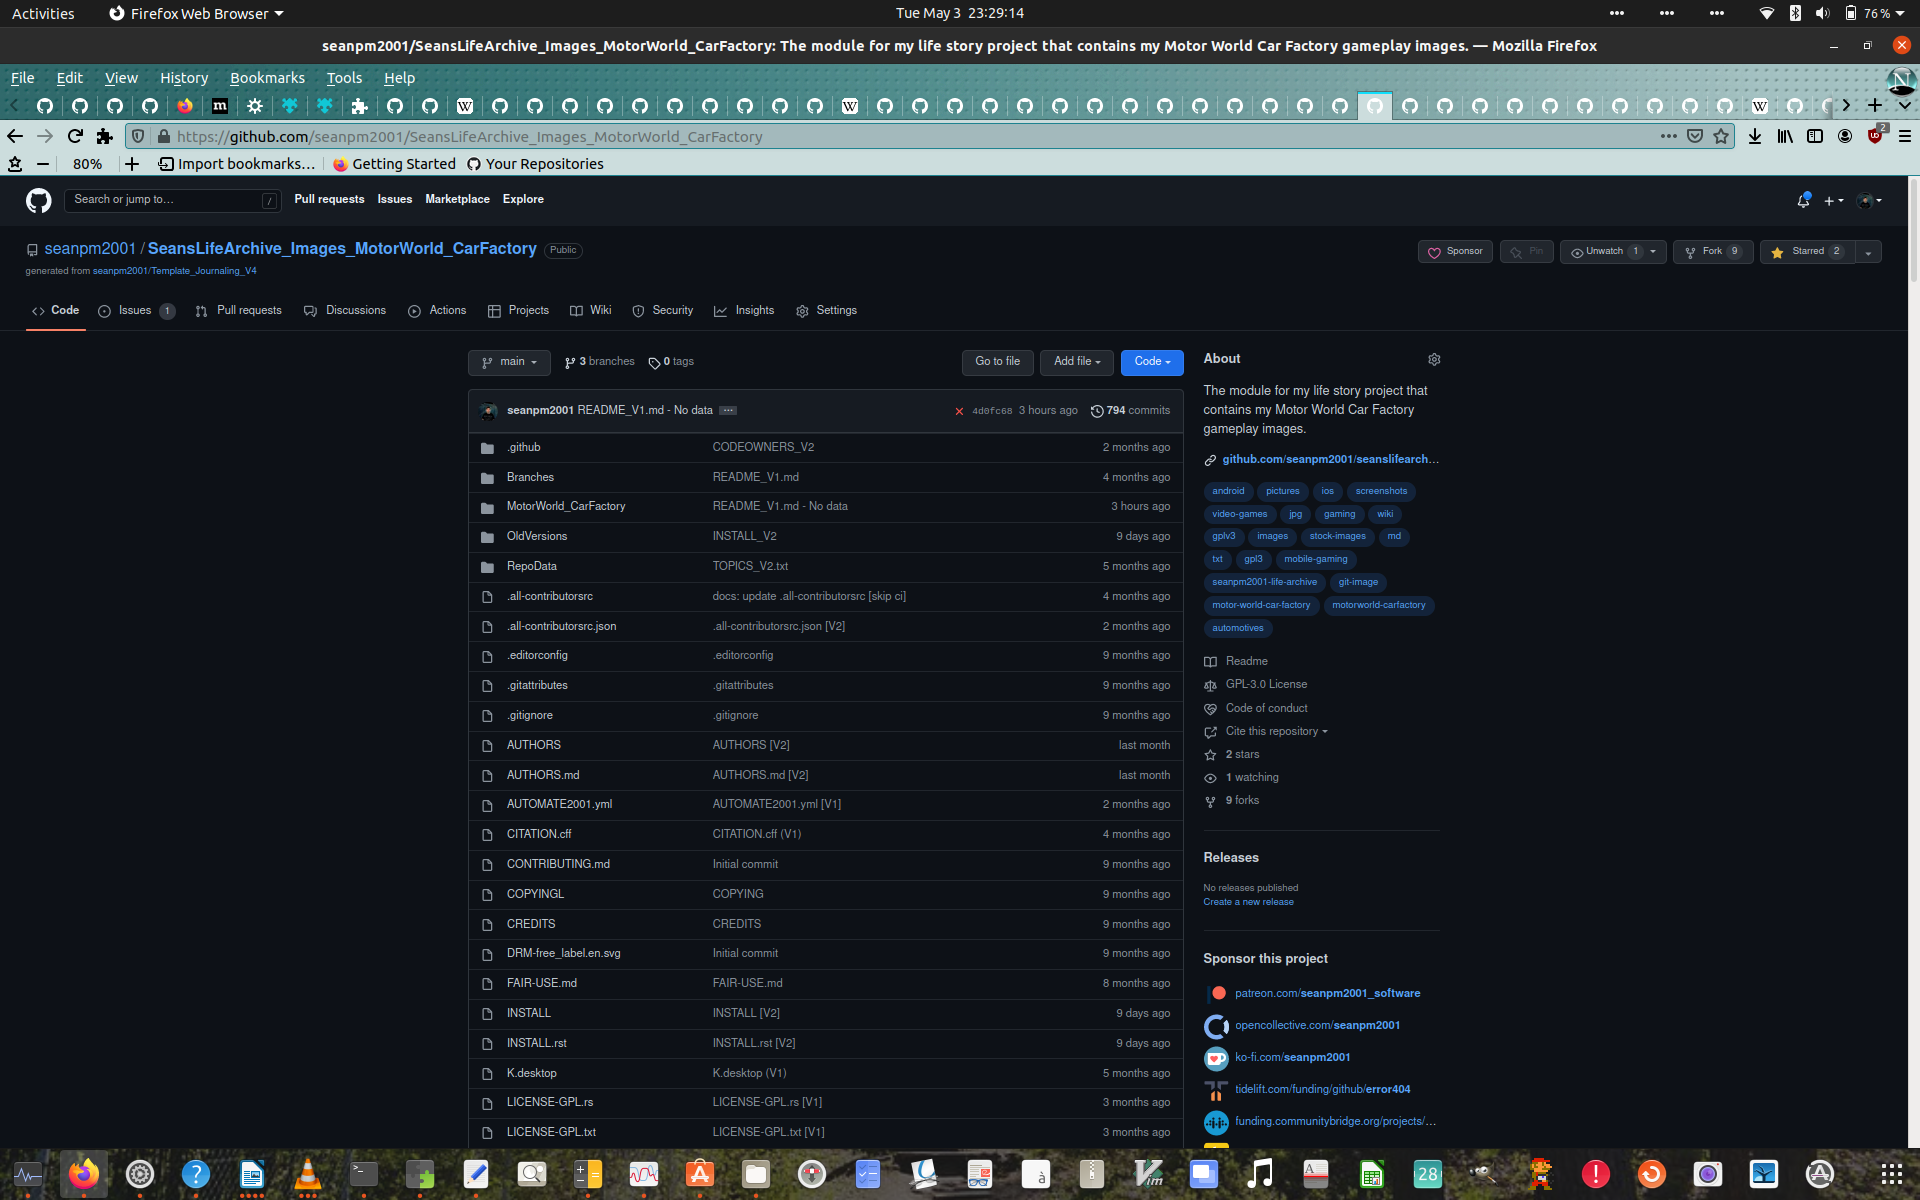 Activities
Firefox Web Browser
Tue May 3 23:29:14
76 %
seanpm2001/SeansLifeArchive_Images_MotorWorld_CarFactory: The module for my life story project that contains my Motor World Car Factory gameplay images. — Mozilla Firefox
File Edit View History Bookmarks Tools Help
https://github.com/seanpm2001/SeansLifeArchive_Images_MotorWorld_CarFactory
2
80%
Import bookmarks…
Getting Started
Your Repositories
Search or jump to…
/
Pull requests Issues Marketplace Explore
seanpm2001 / SeansLifeArchive_Images_MotorWorld_CarFactory Public
generated from seanpm2001/Template_Journaling_V4
Sponsor
Pin
Unwatch 1
Fork 9
Starred 2
Code
Issues 1
Pull requests
Discussions
Actions
Projects
Wiki
Security
Insights
Settings
main
3 branches
0 tags
Go to file
Add file
Code
seanpm2001 README_V1.md - No data
4d0fc68 3 hours ago
794 commits
.github CODEOWNERS_V2 2 months ago
Branches README_V1.md 4 months ago
MotorWorld_CarFactory README_V1.md - No data 3 hours ago
OldVersions INSTALL_V2 9 days ago
RepoData TOPICS_V2.txt 5 months ago
.all-contributorsrc docs: update .all-contributorsrc [skip ci] 4 months ago
.all-contributorsrc.json .all-contributorsrc.json [V2] 2 months ago
.editorconfig .editorconfig 9 months ago
.gitattributes .gitattributes 9 months ago
.gitignore .gitignore 9 months ago
AUTHORS AUTHORS [V2] last month
AUTHORS.md AUTHORS.md [V2] last month
AUTOMATE2001.yml AUTOMATE2001.yml [V1] 2 months ago
CITATION.cff CITATION.cff (V1) 4 months ago
CONTRIBUTING.md Initial commit 9 months ago
COPYINGL COPYING 9 months ago
CREDITS CREDITS 9 months ago
DRM-free_label.en.svg Initial commit 9 months ago
FAIR-USE.md FAIR-USE.md 8 months ago
INSTALL INSTALL [V2] 9 days ago
INSTALL.rst INSTALL.rst [V2] 9 days ago
K.desktop K.desktop (V1) 5 months ago
LICENSE-GPL.rs LICENSE-GPL.rs [V1] 3 months ago
LICENSE-GPL.txt LICENSE-GPL.txt [V1] 3 months ago
About
The module for my life story project that
contains my Motor World Car Factory
gameplay images.
github.com/seanpm2001/seanslifearch…
android pictures ios screenshots
video-games jpg gaming wiki
gplv3 images stock-images md
txt gpl3 mobile-gaming
seanpm2001-life-archive git-image
motor-world-car-factory motorworld-carfactory
automotives
Readme
GPL-3.0 License
Code of conduct
Cite this repository
2 stars
1 watching
9 forks
Releases
No releases published
Create a new release
Sponsor this project
patreon.com/seanpm2001_software
opencollective.com/seanpm2001
ko-fi.com/seanpm2001
tidelift.com/funding/github/error404
funding.communitybridge.org/projects/…
28